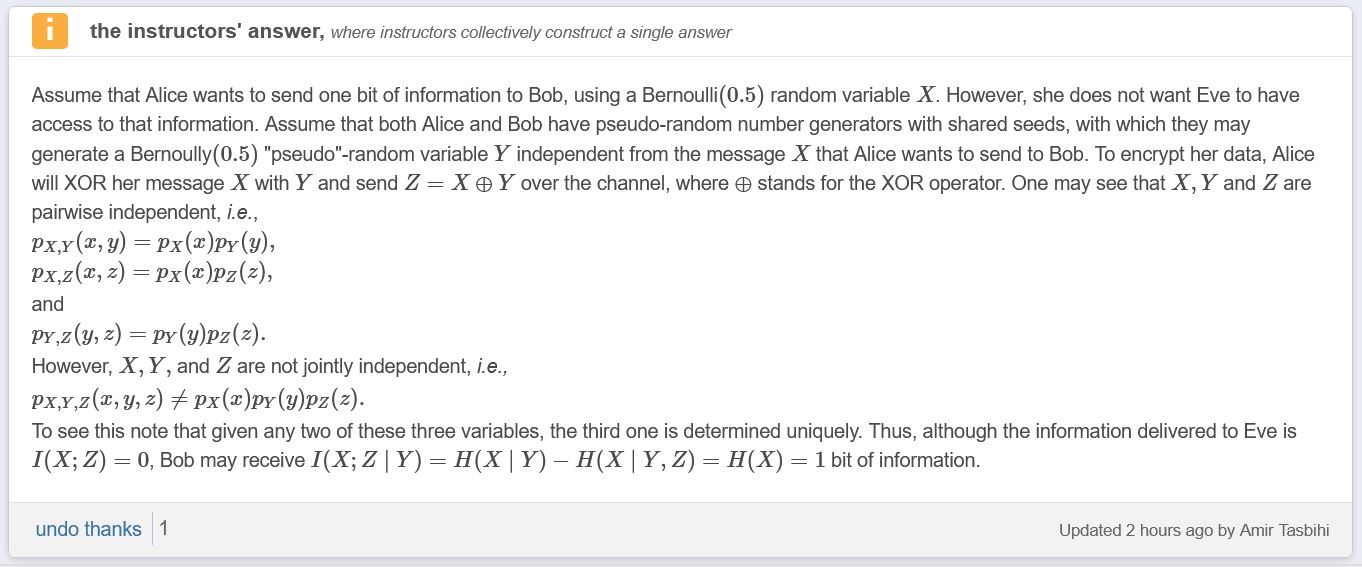 i
the instructors' answer, where instructors collectively construct a single answer
Assume that Alice wants to send one bit of information to Bob, using a Bernoulli(0.5) random variable X. However, she does not want Eve to have
access to that information. Assume that both Alice and Bob have pseudo-random number generators with shared seeds, with which they may
generate a Bernoully(0.5) "pseudo"-random variable Y independent from the message X that Alice wants to send to Bob. To encrypt her data, Alice
will XOR her message X with Y and send Z = X ⊕ Y over the channel, where ⊕ stands for the XOR operator. One may see that X, Y and Z are
pairwise independent, i.e.,
p_{X,Y}(x, y) = p_X(x)p_Y(y),
p_{X,Z}(x, z) = p_X(x)p_Z(z),
and
p_{Y,Z}(y, z) = p_Y(y)p_Z(z).
However, X, Y, and Z are not jointly independent, i.e.,
p_{X,Y,Z}(x, y, z) ≠ p_X(x)p_Y(y)p_Z(z).
To see this note that given any two of these three variables, the third one is determined uniquely. Thus, although the information delivered to Eve is
I(X; Z) = 0, Bob may receive I(X; Z | Y) = H(X | Y) − H(X | Y, Z) = H(X) = 1 bit of information.
undo thanks 1
Updated 2 hours ago by Amir Tasbihi